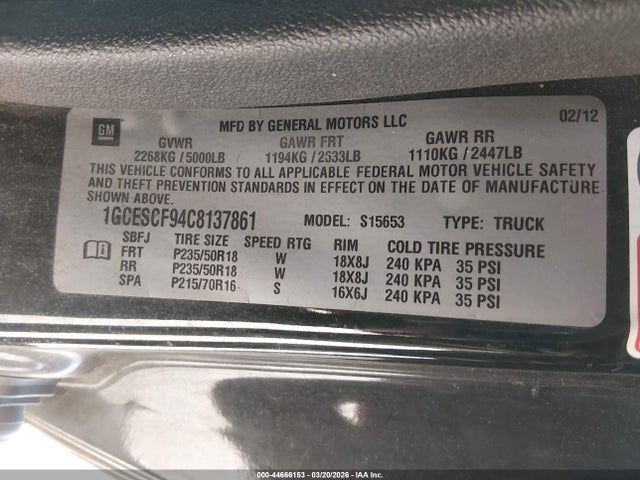 GM MFD BY GENERAL MOTORS LLC 02/12
GVWR GAWR FRT GAWR RR
2268KG / 5000LB 1194KG / 2633LB 1110KG / 2447LB
THIS VEHICLE CONFORMS TO ALL APPLICABLE FEDERAL MOTOR VEHICLE SAFETY
AND THEFT PREVENTION STANDARDS IN EFFECT ON THE DATE OF MANUFACTURE
SHOWN ABOVE.
1GCESCF94C8137861 MODEL: S15653 TYPE: TRUCK
SBFJ TIRE SIZE SPEED RTG RIM COLD TIRE PRESSURE
FRT P235/50R18 W 18X8J 240 KPA 35 PSI
RR P235/50R18 W 18X8J 240 KPA 35 PSI
SPA P215/70R16 S 16X6J 240 KPA 35 PSI
000-44666153 | 03/20/2026 | IAA Inc.